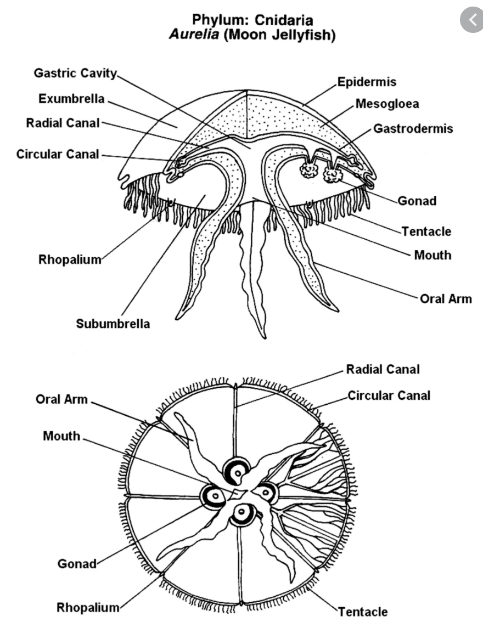 Phylum: Cnidaria
Aurelia (Moon Jellyfish)
Gastric Cavity
Exumbrella
Radial Canal
Circular Canal
Rhopalium
Subumbrella
Epidermis
Mesogloea
Gastrodermis
Gonad
Tentacle
Mouth
Oral Arm
Radial Canal
Circular Canal
Oral Arm
Mouth
Gonad
Rhopalium
Tentacle